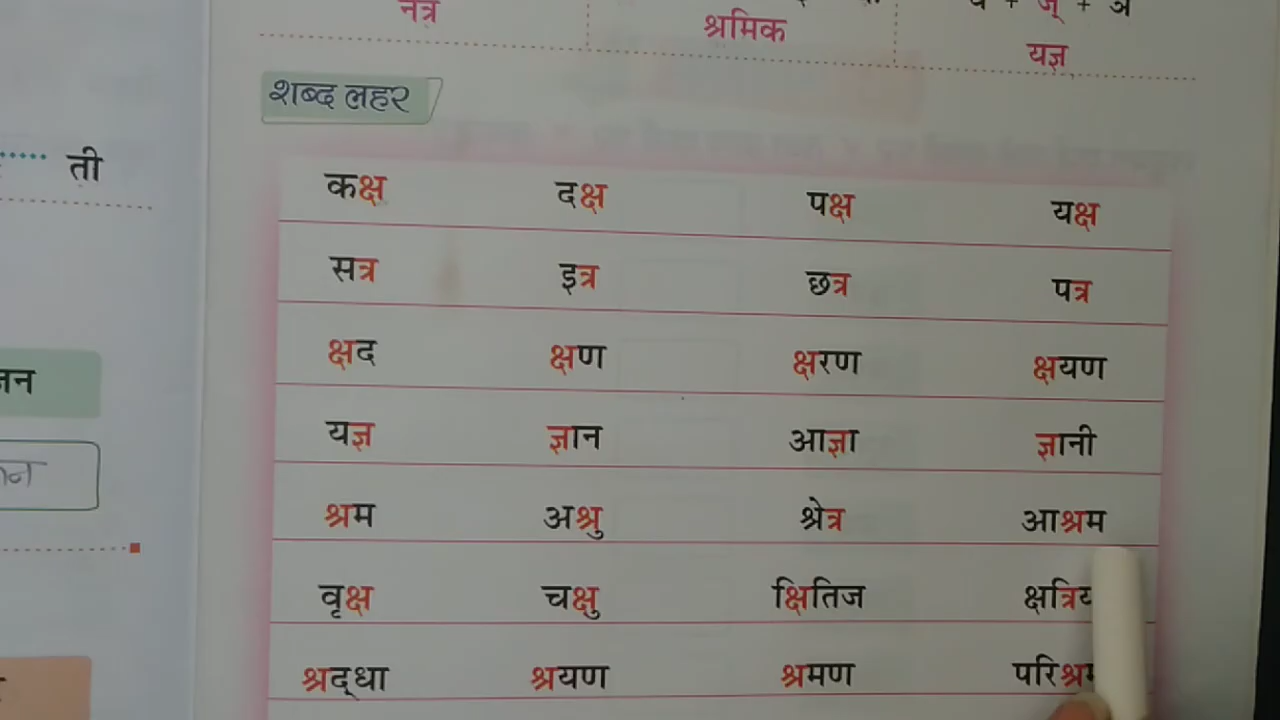 नेत्र
श्रमिक
यज्ञ
शब्द लहर
ती
कक्ष दक्ष पक्ष यक्ष
सत्र इत्र छत्र पत्र
क्षद क्षण क्षरण क्षयण
यज्ञ ज्ञान आज्ञा ज्ञानी
श्रम अश्रु श्रेत्र आश्रम
वृक्ष चक्षु क्षितिज क्षत्रिय
श्रद्धा श्रयण श्रमण परिश्रम